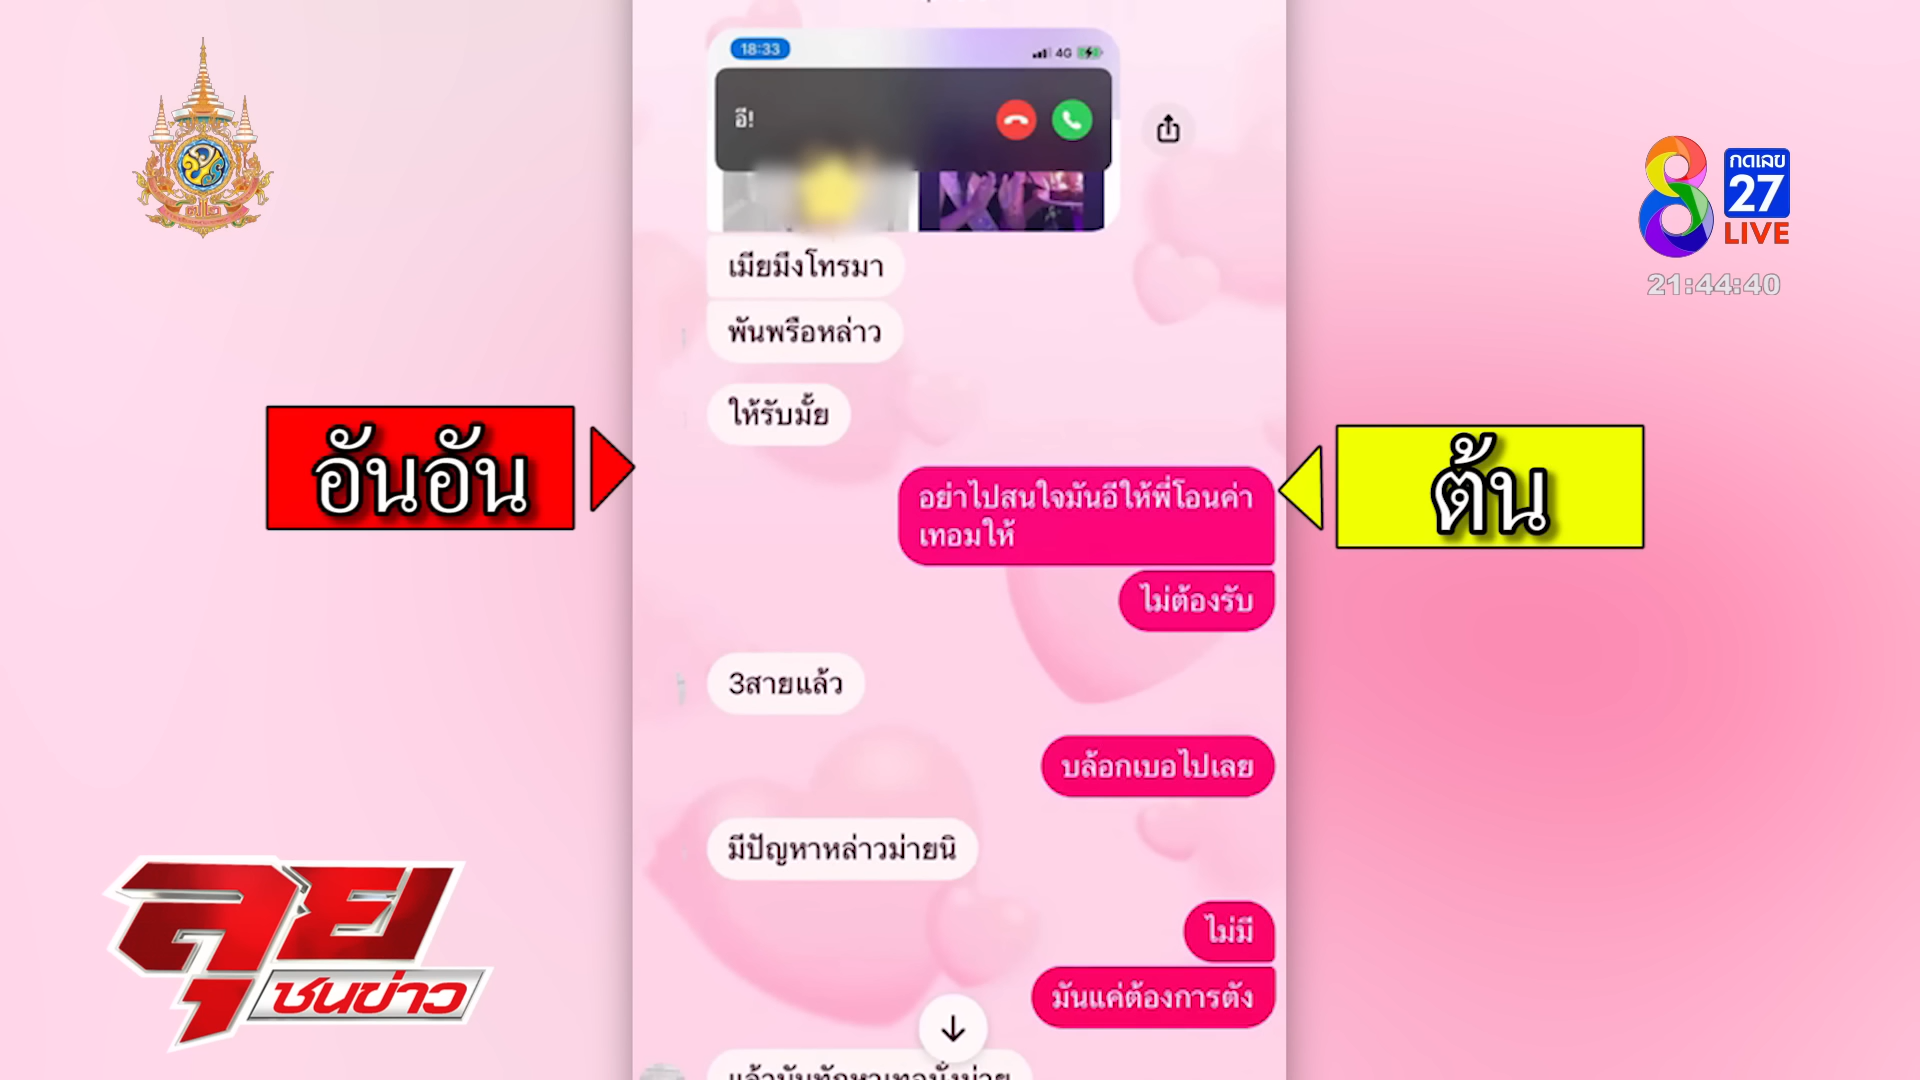 18:33
4G
อี!
เมียมึงโทรมา
พันพรือหล่าว
ให้รับมั้ย
อย่าไปสนใจมันอีให้พี่โอนค่า
เทอมให้
ไม่ต้องรับ
3สายแล้ว
บล้อกเบอไปเลย
มีปัญหาหล่าวม่ายนิ
ไม่มี
มันแค่ต้องการตัง
อันอัน
ต้น
8
กดเลข
27
LIVE
21:44:40
ลุย
ชนข่าว